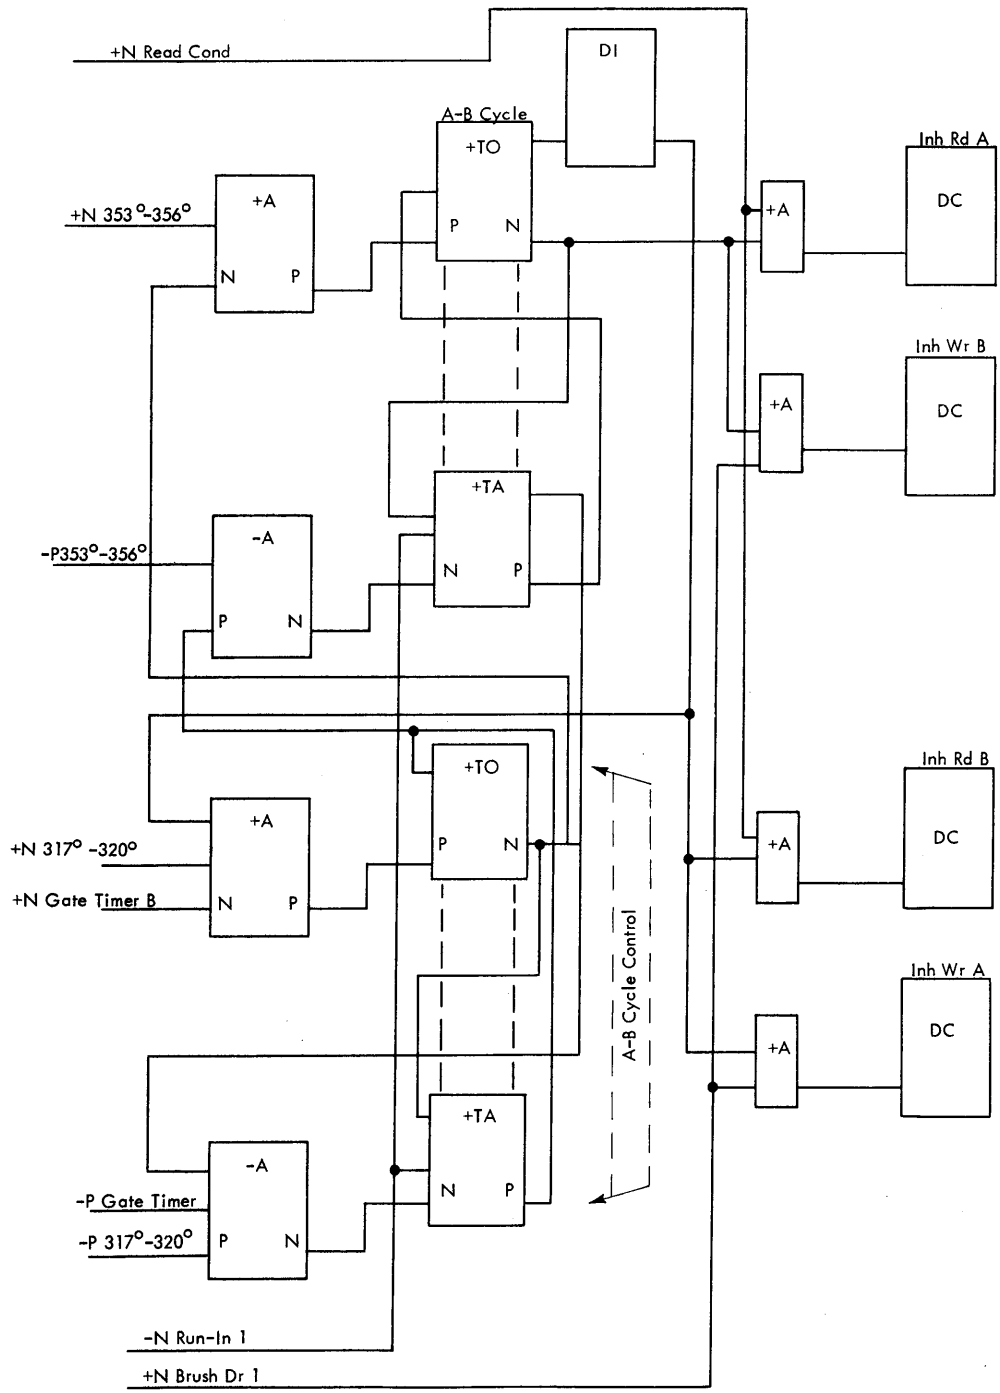 +N Read Cond
DI
A-B Cycle
+TO
P N
Inh Rd A
DC
+A
+N 353°-356°
+A
N P
Inh Wr B
DC
+A
+TA
N P
-P353°-356°
-A
P N
+TO
P N
Inh Rd B
DC
+A
+N 317° -320°
+N Gate Timer B
+A
N P
A-B Cycle Control
Inh Wr A
DC
+A
+TA
N P
-P Gate Timer
-P 317°-320°
-A
P N
-N Run-In 1
+N Brush Dr 1